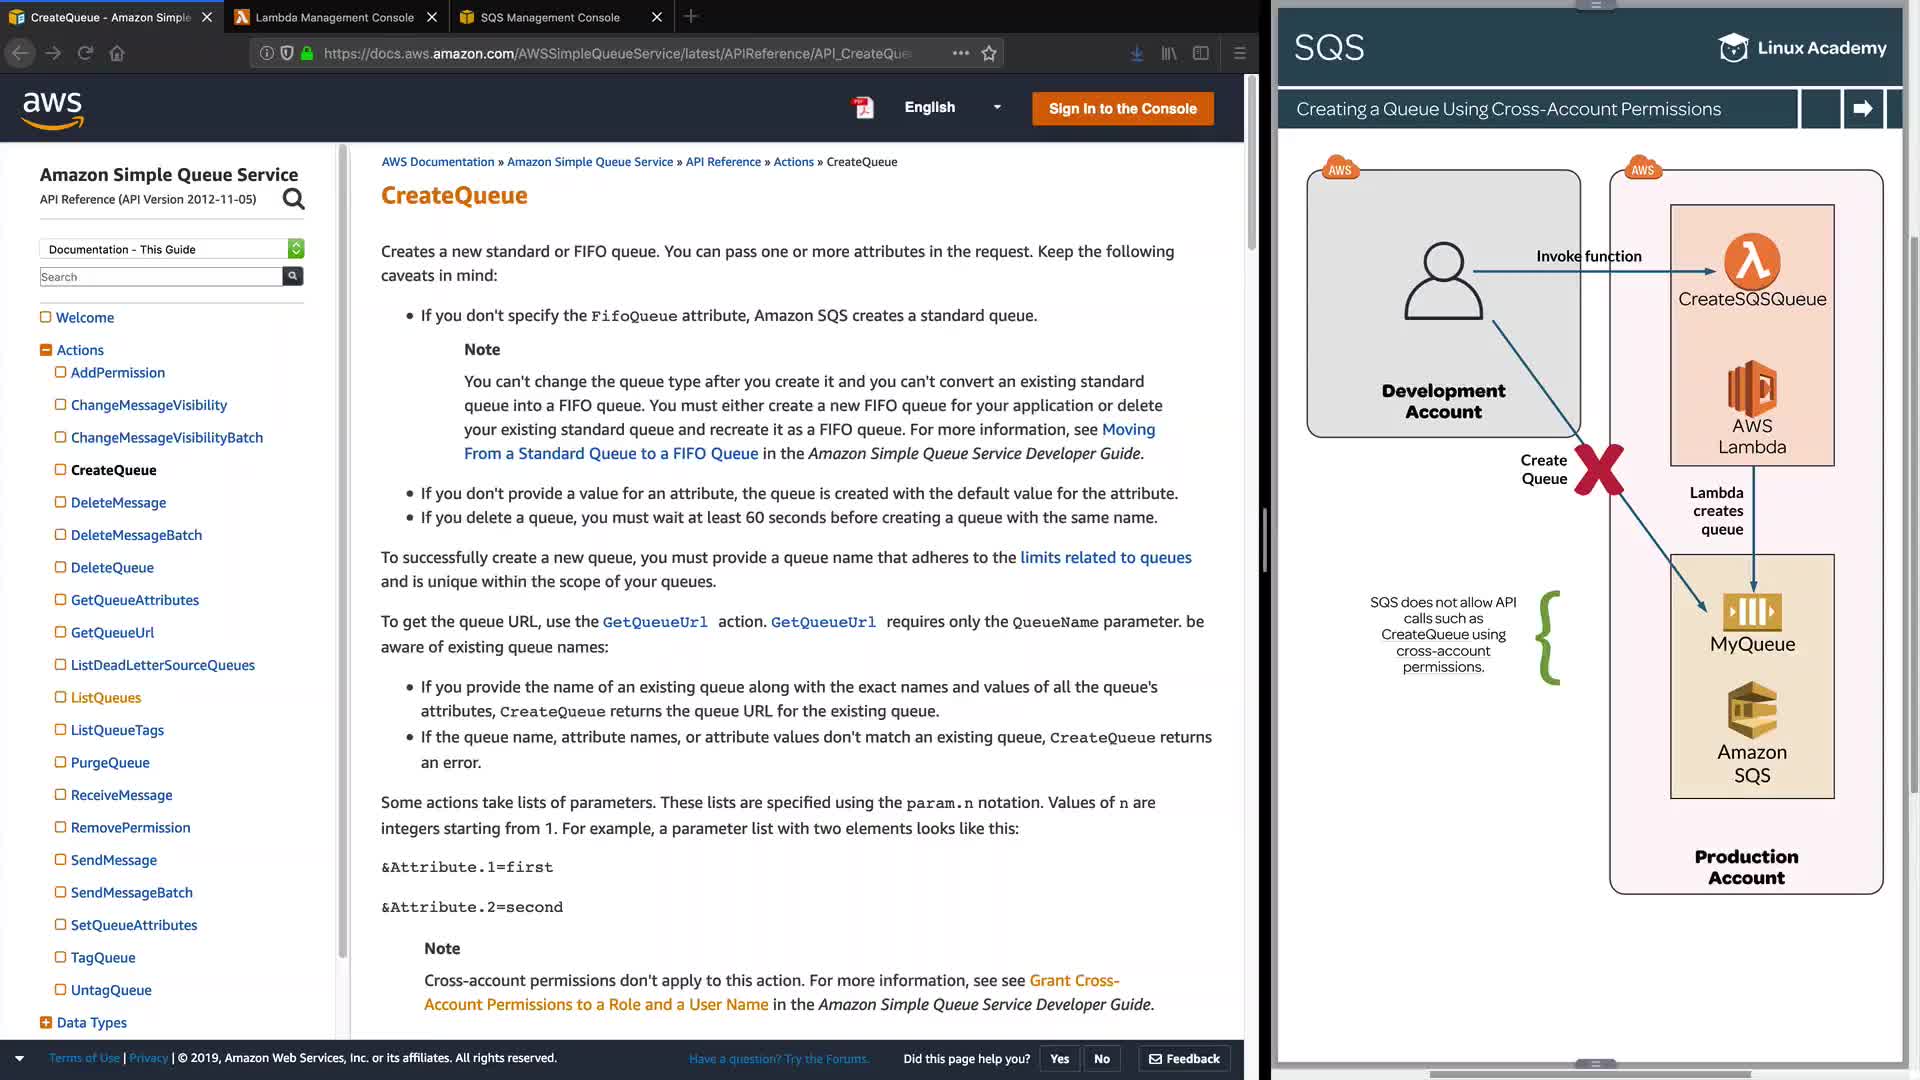 CreateQueue - Amazon Simple
Lambda Management Console
SQS Management Console
https://docs.aws.amazon.com/AWSSimpleQueueService/latest/APIReference/API_CreateQue
aws
English
Sign In to the Console
Amazon Simple Queue Service
API Reference (API Version 2012-11-05)
Documentation - This Guide
Search
Welcome
Actions
AddPermission
ChangeMessageVisibility
ChangeMessageVisibilityBatch
CreateQueue
DeleteMessage
DeleteMessageBatch
DeleteQueue
GetQueueAttributes
GetQueueUrl
ListDeadLetterSourceQueues
ListQueues
ListQueueTags
PurgeQueue
ReceiveMessage
RemovePermission
SendMessage
SendMessageBatch
SetQueueAttributes
TagQueue
UntagQueue
Data Types
AWS Documentation » Amazon Simple Queue Service » API Reference » Actions » CreateQueue
CreateQueue
Creates a new standard or FIFO queue. You can pass one or more attributes in the request. Keep the following
caveats in mind:
• If you don't specify the FifoQueue attribute, Amazon SQS creates a standard queue.
Note
You can't change the queue type after you create it and you can't convert an existing standard
queue into a FIFO queue. You must either create a new FIFO queue for your application or delete
your existing standard queue and recreate it as a FIFO queue. For more information, see Moving
From a Standard Queue to a FIFO Queue in the Amazon Simple Queue Service Developer Guide.
• If you don't provide a value for an attribute, the queue is created with the default value for the attribute.
• If you delete a queue, you must wait at least 60 seconds before creating a queue with the same name.
To successfully create a new queue, you must provide a queue name that adheres to the limits related to queues
and is unique within the scope of your queues.
To get the queue URL, use the GetQueueUrl action. GetQueueUrl requires only the QueueName parameter. be
aware of existing queue names:
• If you provide the name of an existing queue along with the exact names and values of all the queue's
attributes, CreateQueue returns the queue URL for the existing queue.
• If the queue name, attribute names, or attribute values don't match an existing queue, CreateQueue returns
an error.
Some actions take lists of parameters. These lists are specified using the param.n notation. Values of n are
integers starting from 1. For example, a parameter list with two elements looks like this:
&Attribute.1=first
&Attribute.2=second
Note
Cross-account permissions don't apply to this action. For more information, see see Grant Cross-
Account Permissions to a Role and a User Name in the Amazon Simple Queue Service Developer Guide.
Terms of Use | Privacy | © 2019, Amazon Web Services, Inc. or its affiliates. All rights reserved.
Have a question? Try the Forums.
Did this page help you?
Yes
No
Feedback
SQS
Linux Academy
Creating a Queue Using Cross-Account Permissions
AWS
AWS
Invoke function
CreateSQSQueue
Development
Account
AWS
Lambda
Create
Queue
Lambda
creates
queue
SQS does not allow API
calls such as
CreateQueue using
cross-account
permissions.
MyQueue
Amazon
SQS
Production
Account